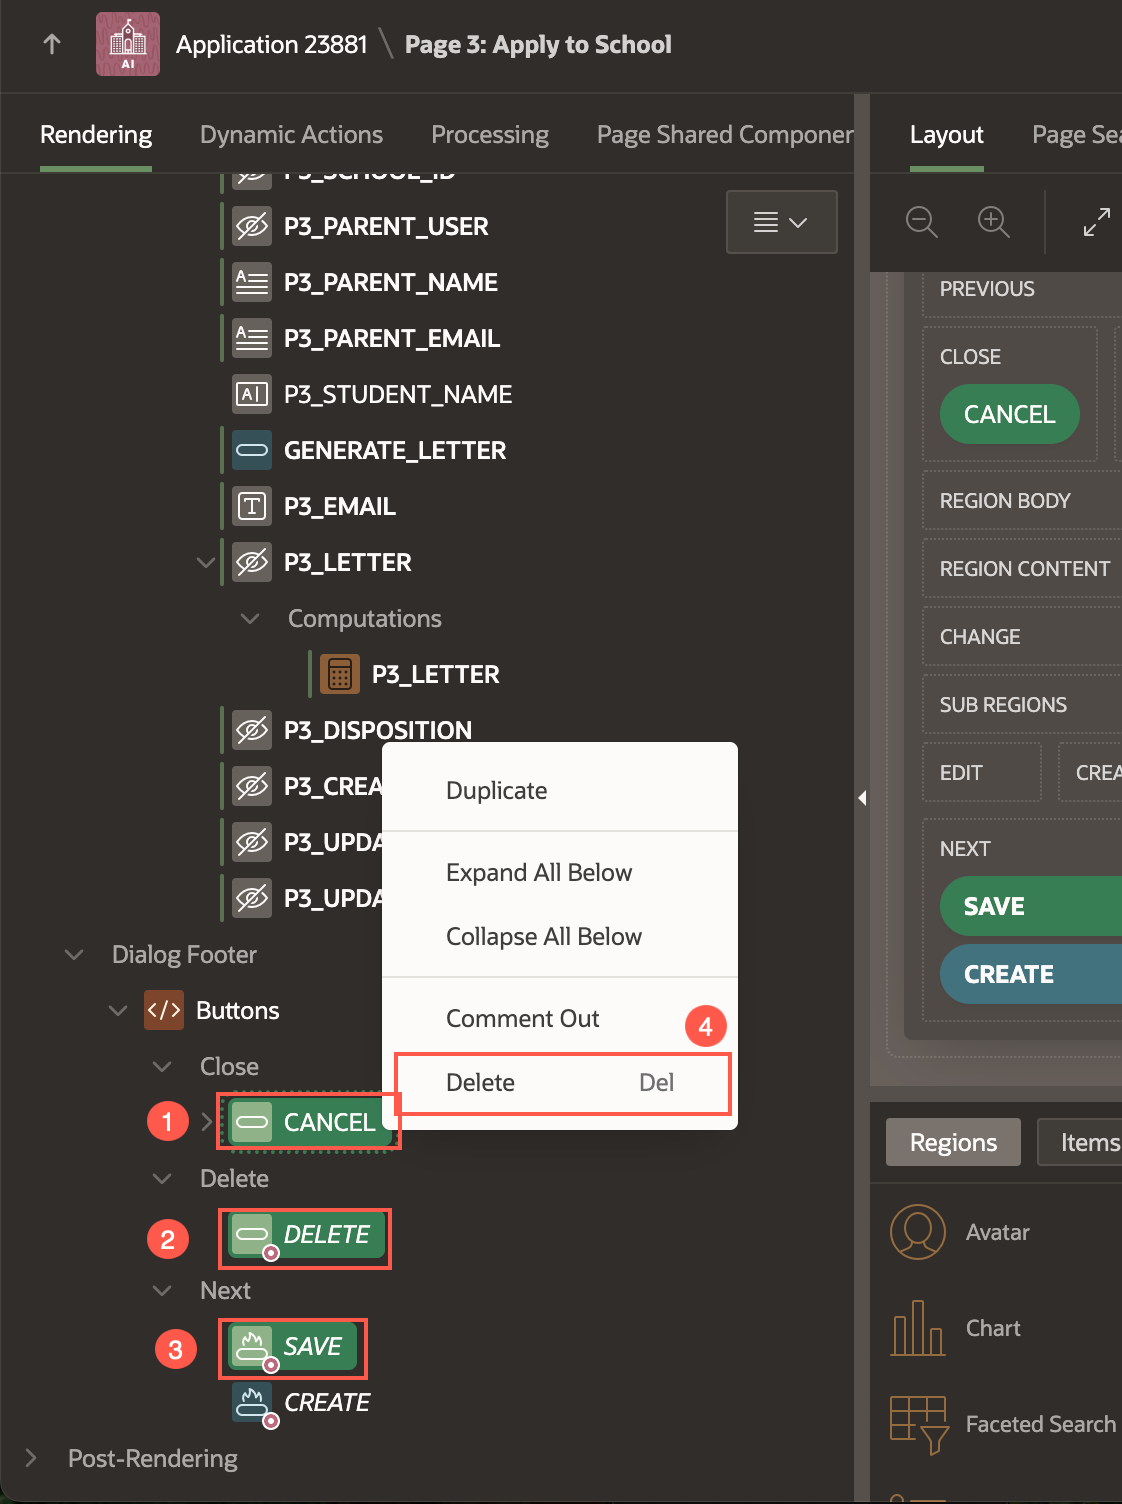 AI
Application 23881 \ Page 3: Apply to School
Rendering
Dynamic Actions
Processing
Page Shared Componen
P3_SCHOOL_ID
P3_PARENT_USER
P3_PARENT_NAME
P3_PARENT_EMAIL
P3_STUDENT_NAME
GENERATE_LETTER
P3_EMAIL
P3_LETTER
Computations
P3_LETTER
P3_DISPOSITION
P3_CREA
P3_UPDA
P3_UPDA
Dialog Footer
Buttons
Close
1
CANCEL
Delete
2
DELETE
Next
3
SAVE
CREATE
Post-Rendering
Duplicate
Expand All Below
Collapse All Below
Comment Out
4
Delete Del
Layout
Page Sea
PREVIOUS
CLOSE
CANCEL
REGION BODY
REGION CONTENT
CHANGE
SUB REGIONS
EDIT
CREA
NEXT
SAVE
CREATE
Regions
Items
Avatar
Chart
Faceted Search